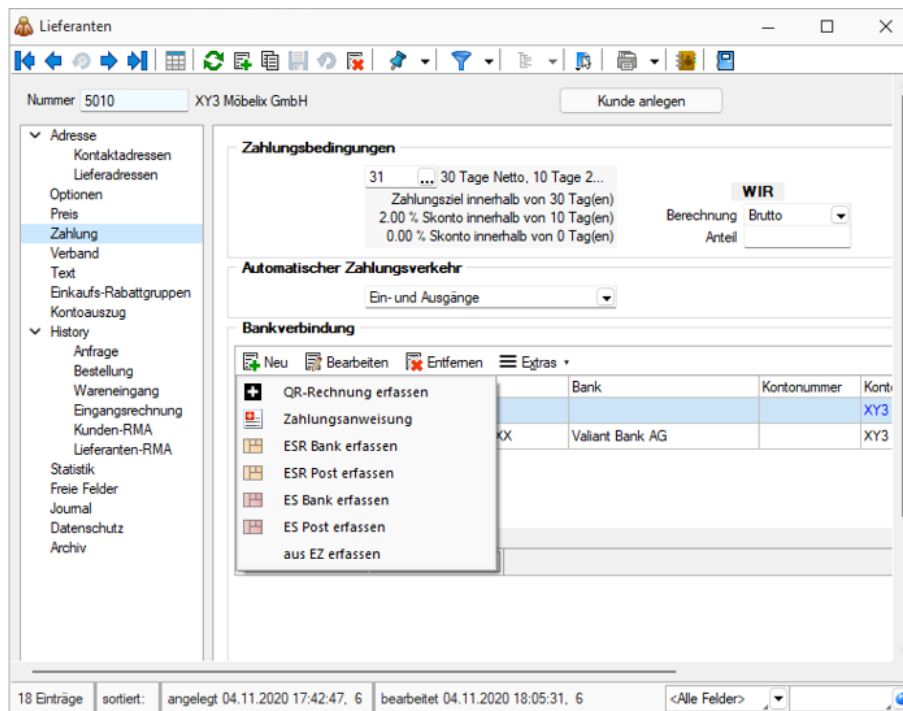 Lieferanten
Nummer 5010 XY3 Möbelix GmbH Kunde anlegen
Adresse
Kontaktadressen
Lieferadressen
Optionen
Preis
Zahlung
Verband
Text
Einkaufs-Rabattgruppen
Kontoauszug
History
Anfrage
Bestellung
Wareneingang
Eingangsrechnung
Kunden-RMA
Lieferanten-RMA
Statistik
Freie Felder
Journal
Datenschutz
Archiv
Zahlungsbedingungen
31 ... 30 Tage Netto, 10 Tage 2...
Zahlungsziel innerhalb von 30 Tag(en)
2.00 % Skonto innerhalb von 10 Tag(en)
0.00 % Skonto innerhalb von 0 Tag(en)
WIR
Berechnung Brutto
Anteil
Automatischer Zahlungsverkehr
Ein- und Ausgänge
Bankverbindung
Neu Bearbeiten Entfernen Extras
Bank Kontonummer Konto
XY3
XX Valiant Bank AG XY3
QR-Rechnung erfassen
Zahlungsanweisung
ESR Bank erfassen
ESR Post erfassen
ES Bank erfassen
ES Post erfassen
aus EZ erfassen
18 Einträge sortiert: angelegt 04.11.2020 17:42:47, 6 bearbeitet 04.11.2020 18:05:31, 6 <Alle Felder>